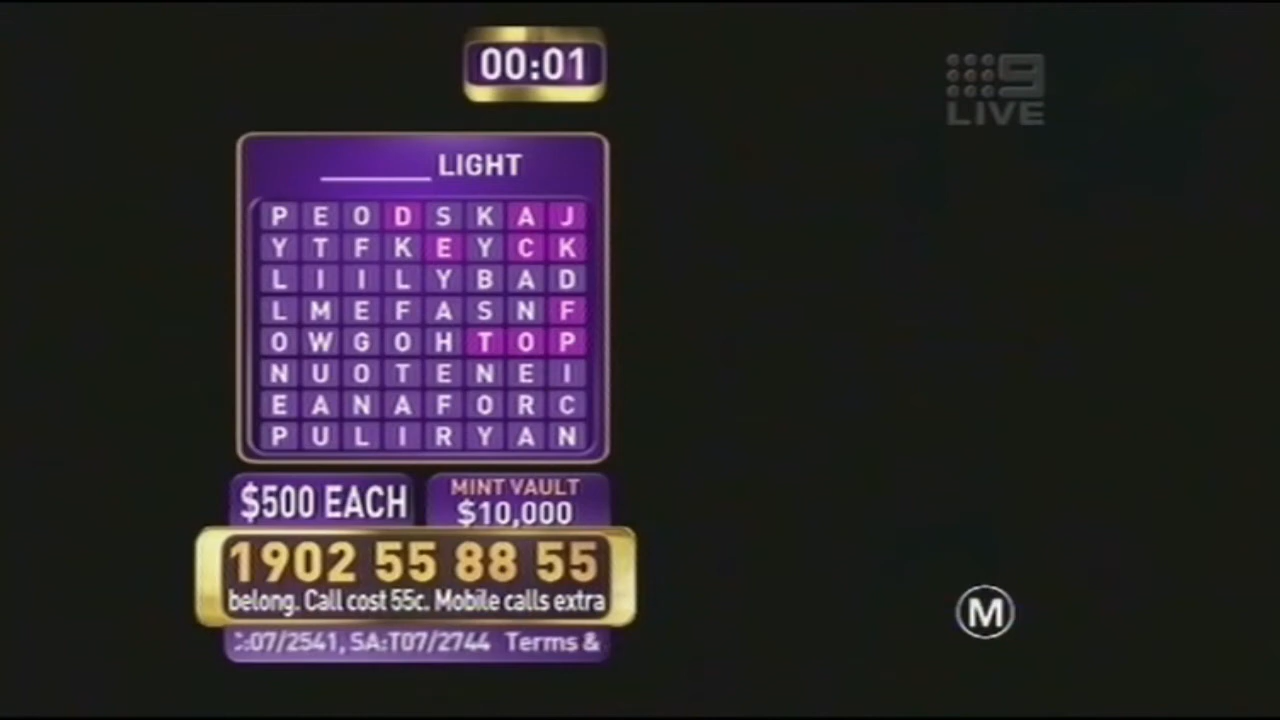 00:01
9
LIVE
______ LIGHT
P E O D S K A J
Y T F K E Y C K
L I I L Y B A D
L M E F A S N F
O W G O H T O P
N U O T E N E I
E A N A F O R C
P U L I R Y A N
$500 EACH
MINT VAULT
$10,000
1902 55 88 55
belong. Call cost 55c. Mobile calls extra
:07/2541, SA:T07/2744 Terms &
M